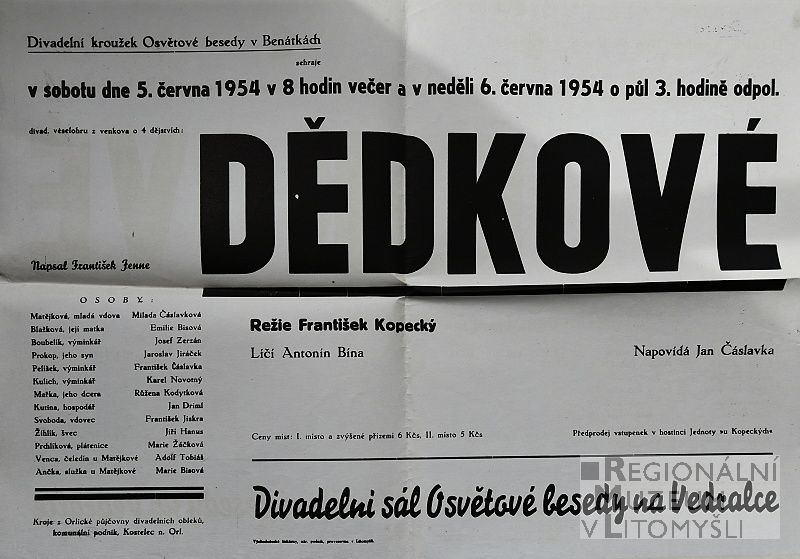 Divadelní kroužek Osvětové besedy v Benátkách
sehraje
v sobotu dne 5. června 1954 v 8 hodin večer a v neděli 6. června 1954 o půl 3. hodině odpol.
divad. veselohru z venkova o 4 dějstvích:
DĚDKOVÉ
Napsal František Jenne
OSOBY:
Matějková, mladá vdova Milada Čáslavková
Blažková, její matka Emilie Bisová
Boubelík, výminkář Josef Zerzán
Prokop, jeho syn Jaroslav Jiráček
Pelíšek, výminkář František Čáslavka
Kulich, výminkář Karel Novotný
Mařka, jeho dcera Růžena Kodytková
Kutina, hospodář Jan Driml
Svoboda, vdovec František Jiskra
Žihlík, švec Jiří Hanus
Prchlíková, plátenice Marie Žáčková
Venca, čeledín u Matějkové Adolf Tobiáš
Ančka, služka u Matějkové Marie Bisová
Kroje z Orlické půjčovny divadelních obleků,
komunální podnik, Kostelec n. Orl.
Režie František Kopecký
Líčí Antonín Bína
Napovídá Jan Čáslavka
Ceny míst: I. místo a zvýšené přízemí 6 Kčs, II. místo 5 Kčs
Předprodej vstupenek v hostinci Jednoty »u Kopeckých«
Divadelní sál Osvětové besedy na Vedralce
REGIONÁLNÍ
MUZEUM
V LITOMYŠLI